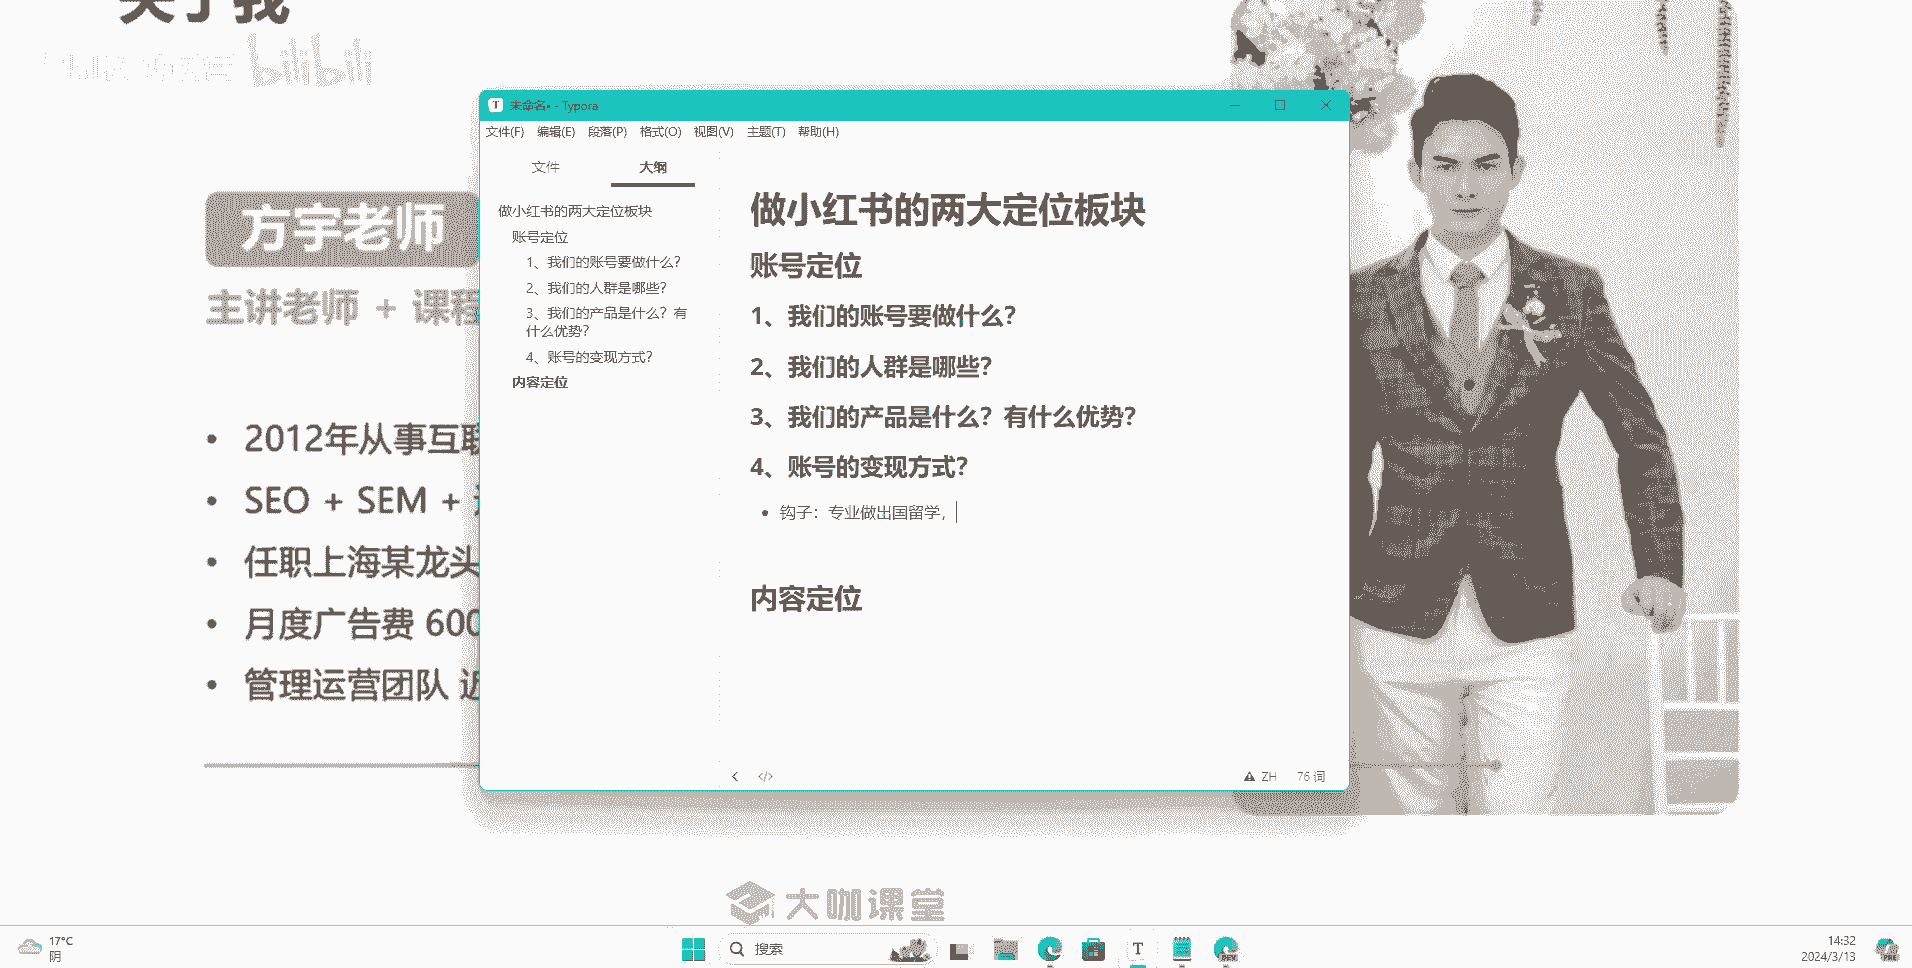 关于我
bilibili
未命名• - Typora
文件(F) 编辑(E) 段落(P) 格式(O) 视图(V) 主题(T) 帮助(H)
文件 大纲
做小红书的两大定位板块
账号定位
1、我们的账号要做什么？
2、我们的人群是哪些？
3、我们的产品是什么？有
什么优势？
4、账号的变现方式？
内容定位
做小红书的两大定位板块
账号定位
1、我们的账号要做什么？
2、我们的人群是哪些？
3、我们的产品是什么？有什么优势？
4、账号的变现方式？
• 钩子：专业做出国留学，
内容定位
ZH 76 词
方宇老师
主讲老师 + 课程
• 2012年从事互联
• SEO + SEM +
• 任职上海某龙头
• 月度广告费 600
• 管理运营团队 近
大咖课堂
17°C
阴
搜索
14:32
2024/3/13